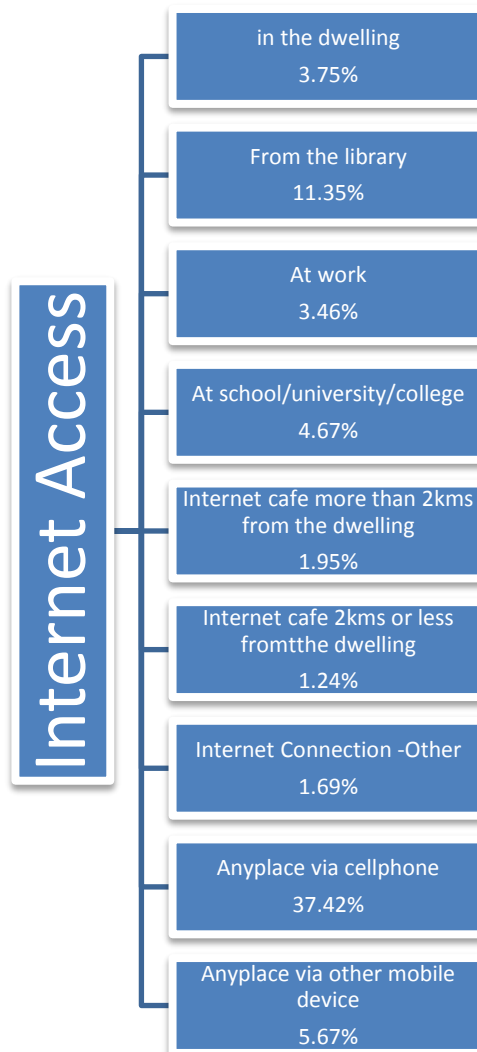 Internet Access
in the dwelling
3.75%
From the library
11.35%
At work
3.46%
At school/university/college
4.67%
Internet cafe more than 2kms
from the dwelling
1.95%
Internet cafe 2kms or less
fromtthe dwelling
1.24%
Internet Connection -Other
1.69%
Anyplace via cellphone
37.42%
Anyplace via other mobile
device
5.67%